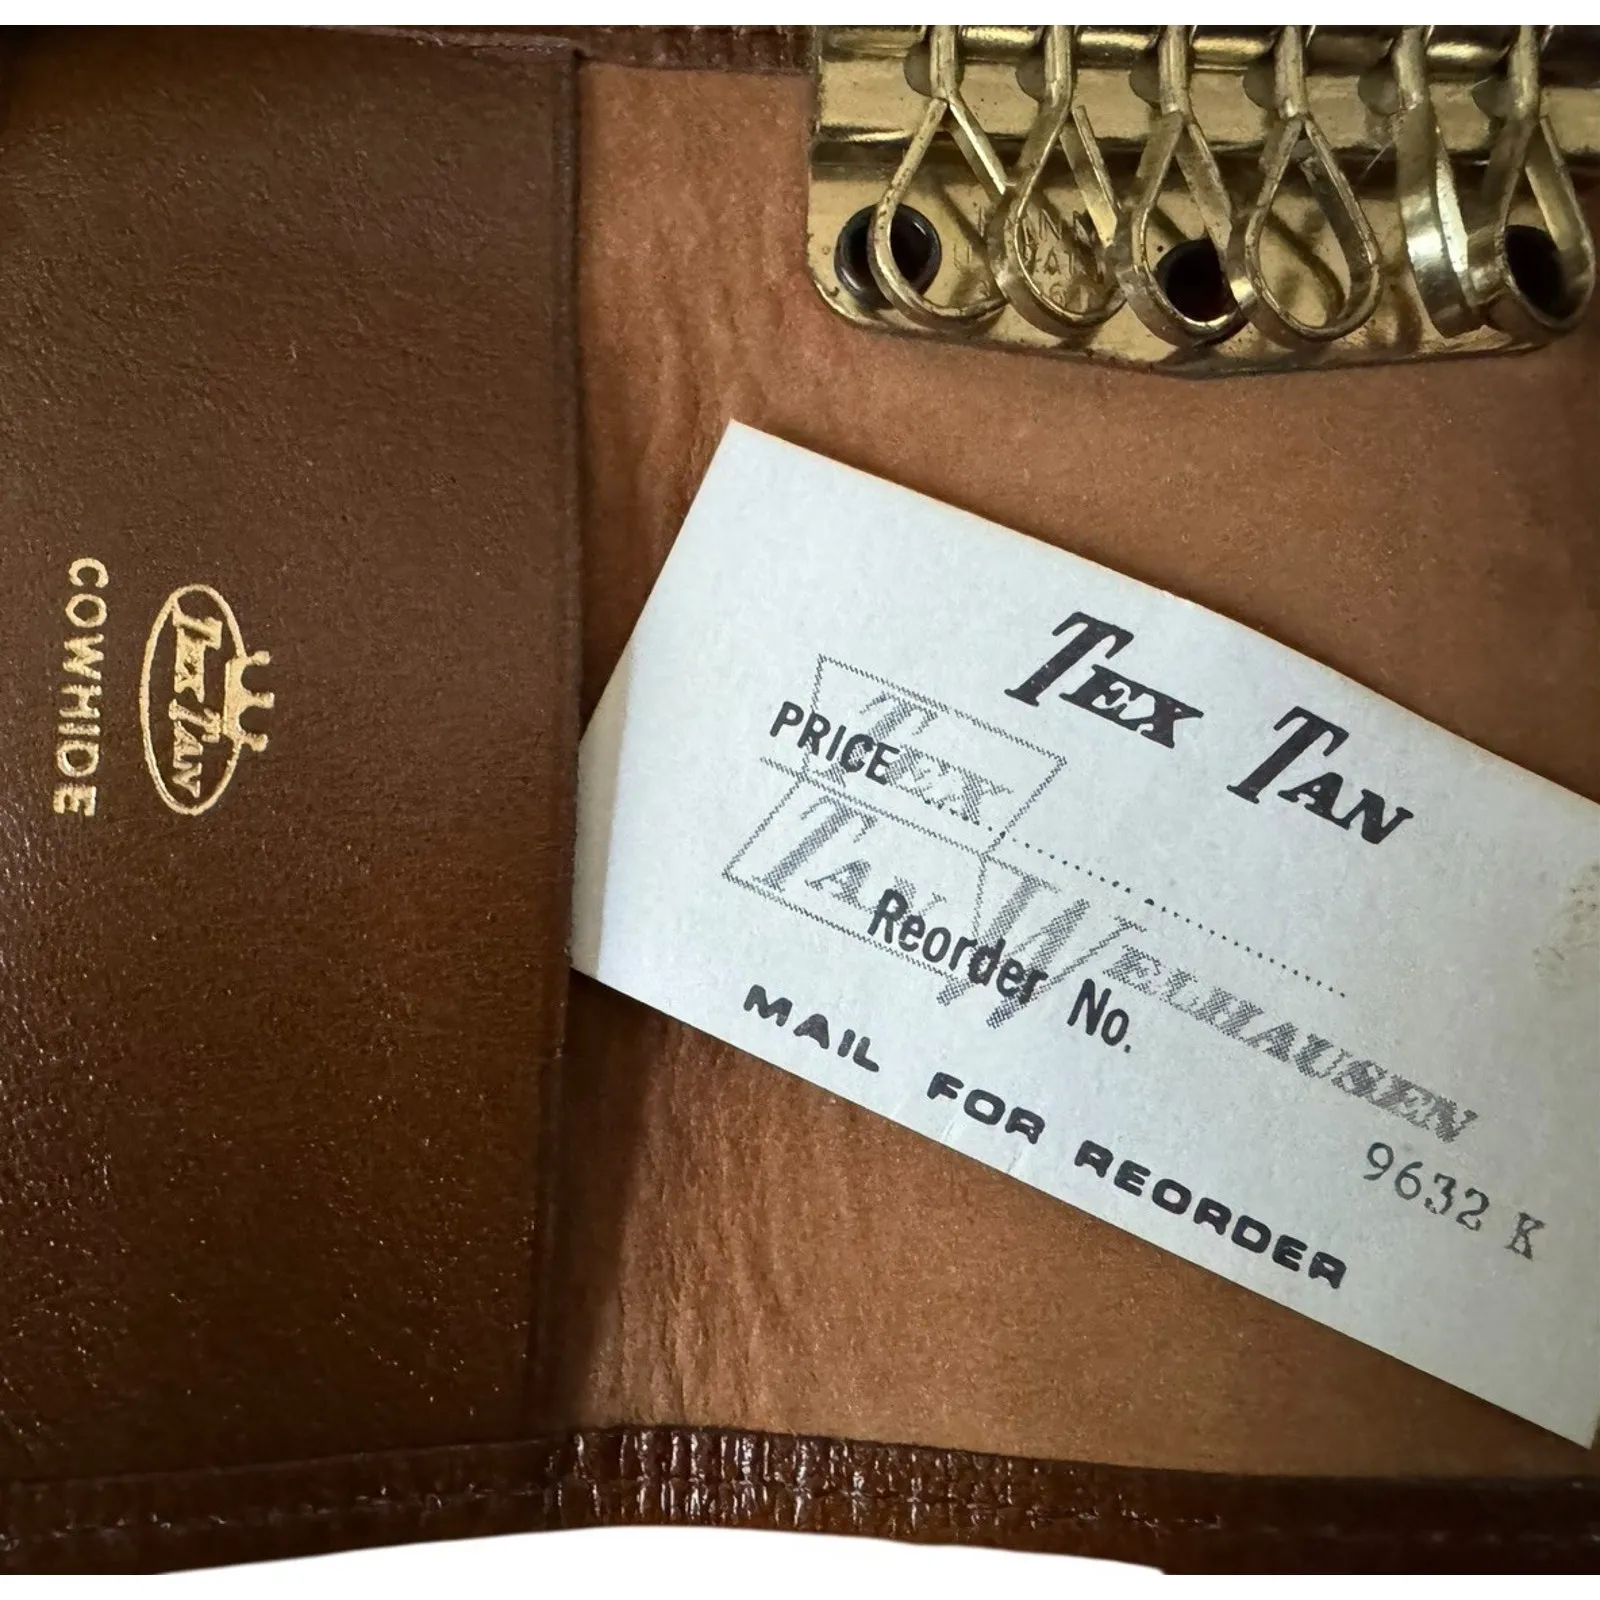 TEX TAN
COWHIDE
TEX TAN
PRICE
TEX
TAN WELHAUSEN
Reorder No.
9632 K
MAIL FOR REORDER